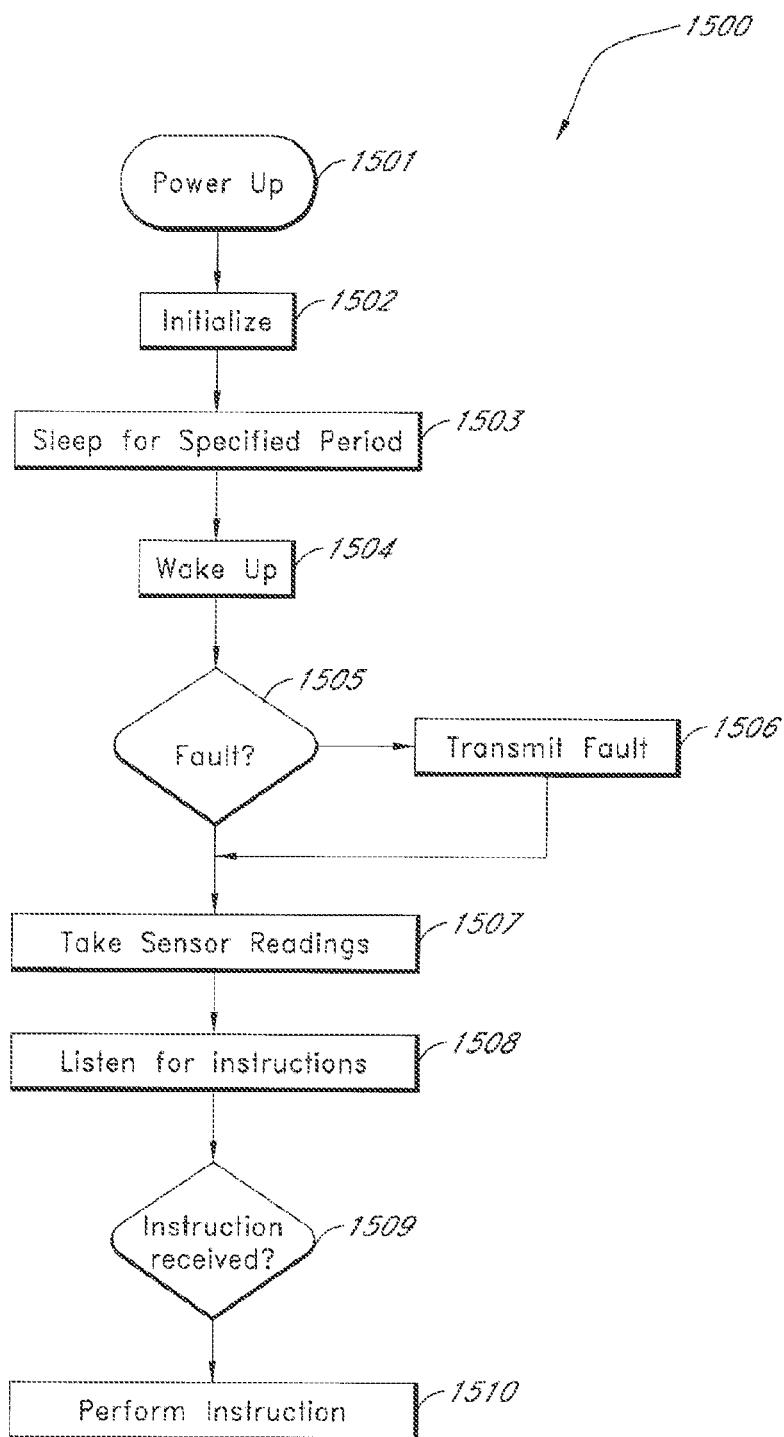 1500
Power Up
1501
Initialize
1502
Sleep for Specified Period
1503
Wake Up
1504
Fault?
1505
Transmit Fault
1506
Take Sensor Readings
1507
Listen for instructions
1508
Instruction
received?
1509
Perform Instruction
1510